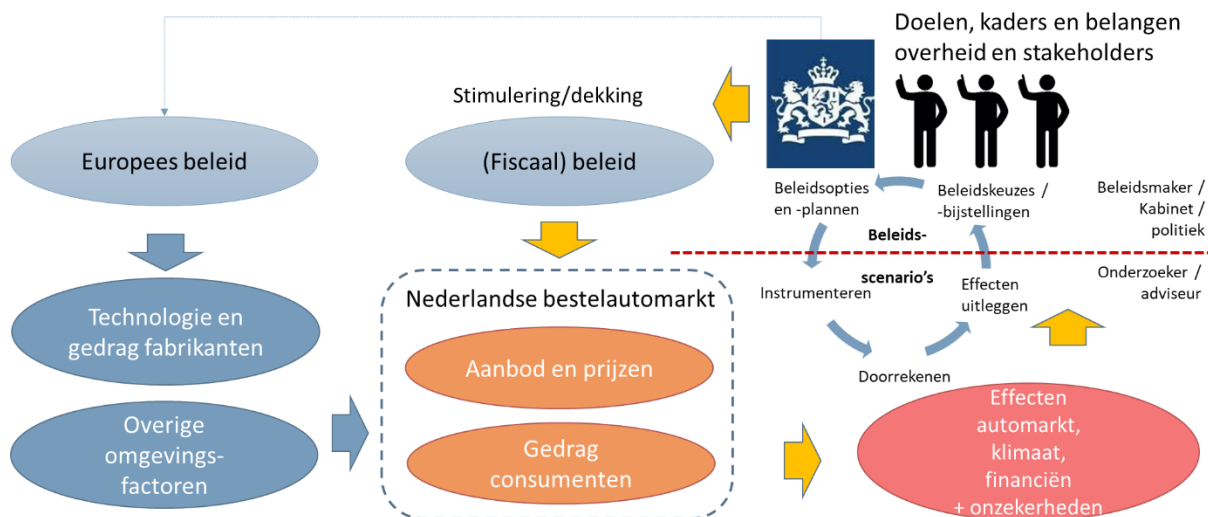 Doelen, kaders en belangen
overheid en stakeholders
Stimulering/dekking
Europees beleid
(Fiscaal) beleid
Beleidsopties
en -plannen
Beleidskeuzes /
-bijstellingen
Beleidsmaker /
Kabinet /
politiek
Beleids-
scenario's
Instrumenteren
Effecten
uitleggen
Onderzoeker /
adviseur
Doorrekenen
Technologie en
gedrag fabrikanten
Overige
omgevings-
factoren
Nederlandse bestelautomarkt
Aanbod en prijzen
Gedrag
consumenten
Effecten
automarkt,
klimaat,
financiën
+ onzekerheden